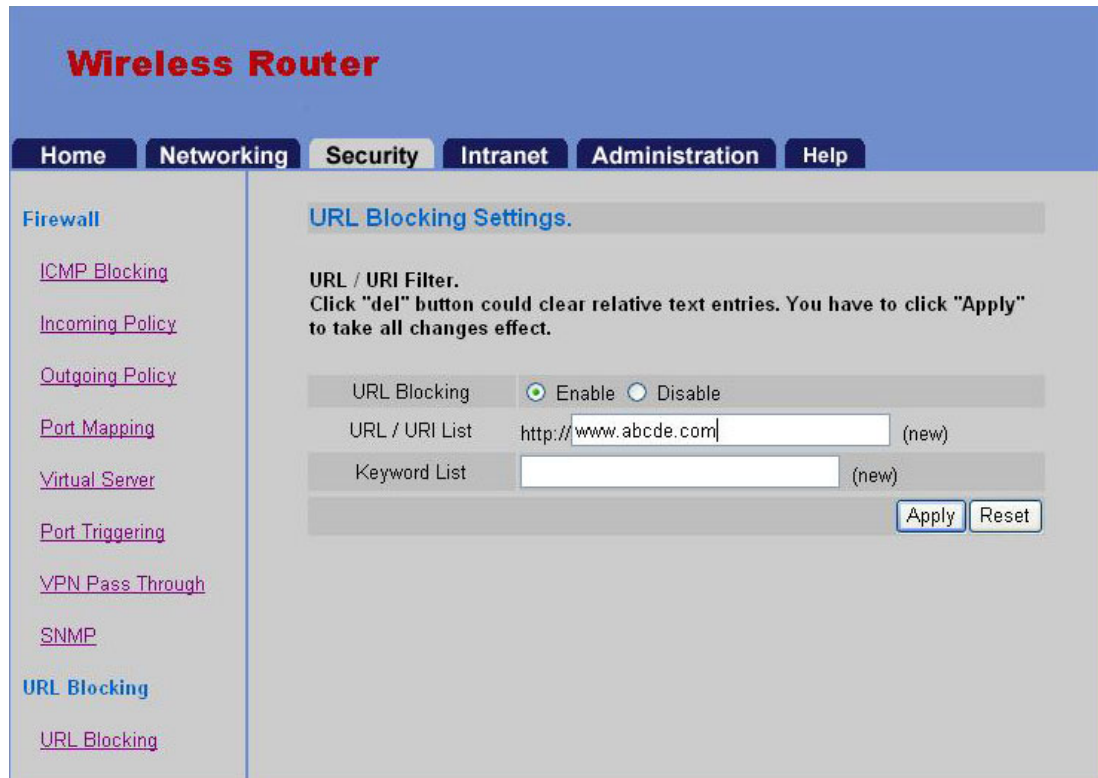 Wireless Router
Home Networking Security Intranet Administration Help
Firewall
ICMP Blocking
Incoming Policy
Outgoing Policy
Port Mapping
Virtual Server
Port Triggering
VPN Pass Through
SNMP
URL Blocking
URL Blocking
URL Blocking Settings.
URL / URI Filter.
Click "del" button could clear relative text entries. You have to click "Apply"
to take all changes effect.
URL Blocking Enable Disable
URL / URI List http:// www.abcde.com (new)
Keyword List (new)
Apply Reset